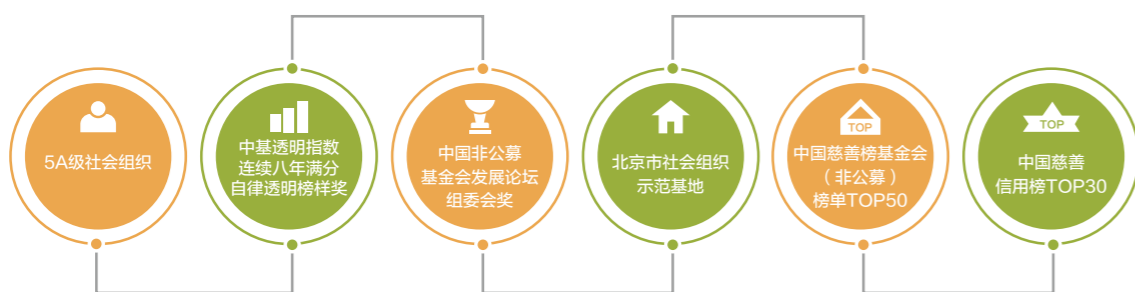 5A级社会组织
中基透明指数
连续八年满分
自律透明榜样奖
中国非公募
基金会发展论坛
组委会奖
北京市社会组织
示范基地
TOP
中国慈善榜基金会
（非公募）
榜单TOP50
TOP
中国慈善
信用榜TOP30